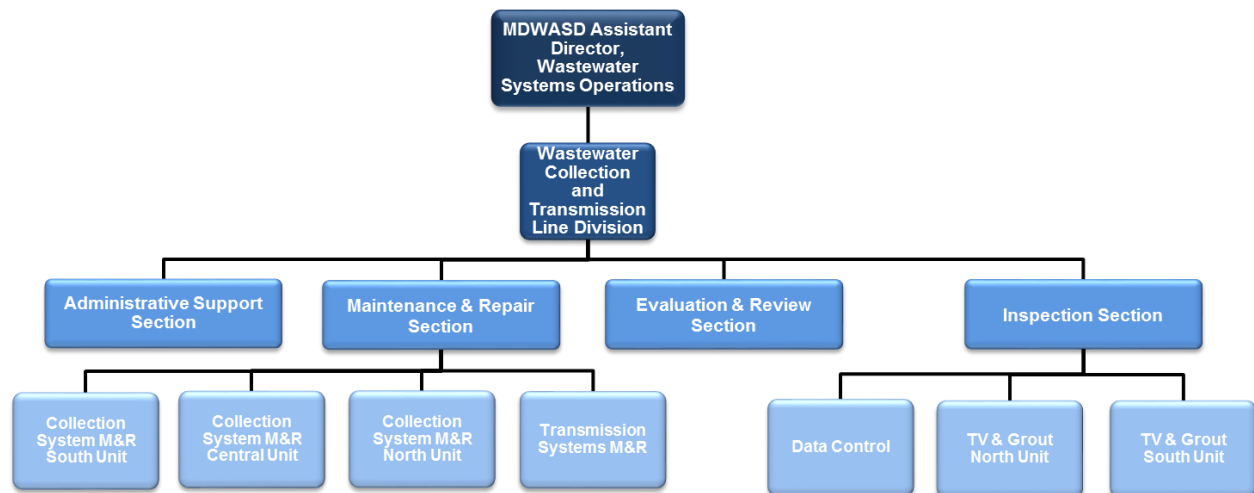 MDWASD Assistant
Director,
Wastewater
Systems Operations
Wastewater
Collection
and
Transmission
Line Division
Administrative Support
Section
Maintenance & Repair
Section
Evaluation & Review
Section
Inspection Section
Collection
System M&R
South Unit
Collection
System M&R
Central Unit
Collection
System M&R
North Unit
Transmission
Systems M&R
Data Control
TV & Grout
North Unit
TV & Grout
South Unit